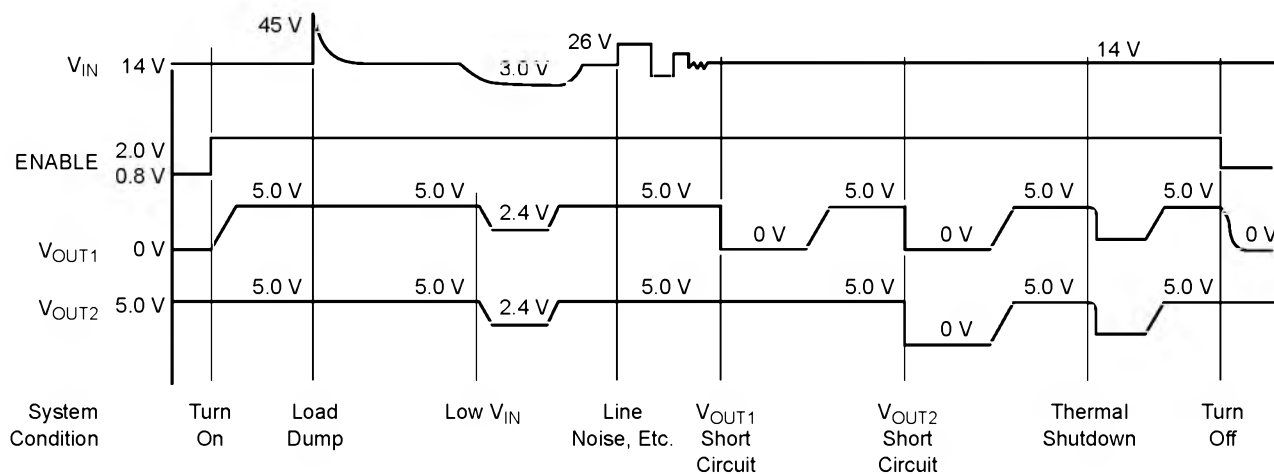 45 V
26 V
V_IN 14 V 3.0 V 14 V
ENABLE 2.0 V
0.8 V
5.0 V 5.0 V 2.4 V 5.0 V 5.0 V 5.0 V 5.0 V
V_OUT1 0 V 0 V 0 V 0 V
5.0 V 5.0 V 5.0 V 5.0 V 5.0 V 5.0 V
V_OUT2 5.0 V 2.4 V 0 V
System Condition
Turn On
Load Dump
Low V_IN
Line Noise, Etc.
V_OUT1 Short Circuit
V_OUT2 Short Circuit
Thermal Shutdown
Turn Off